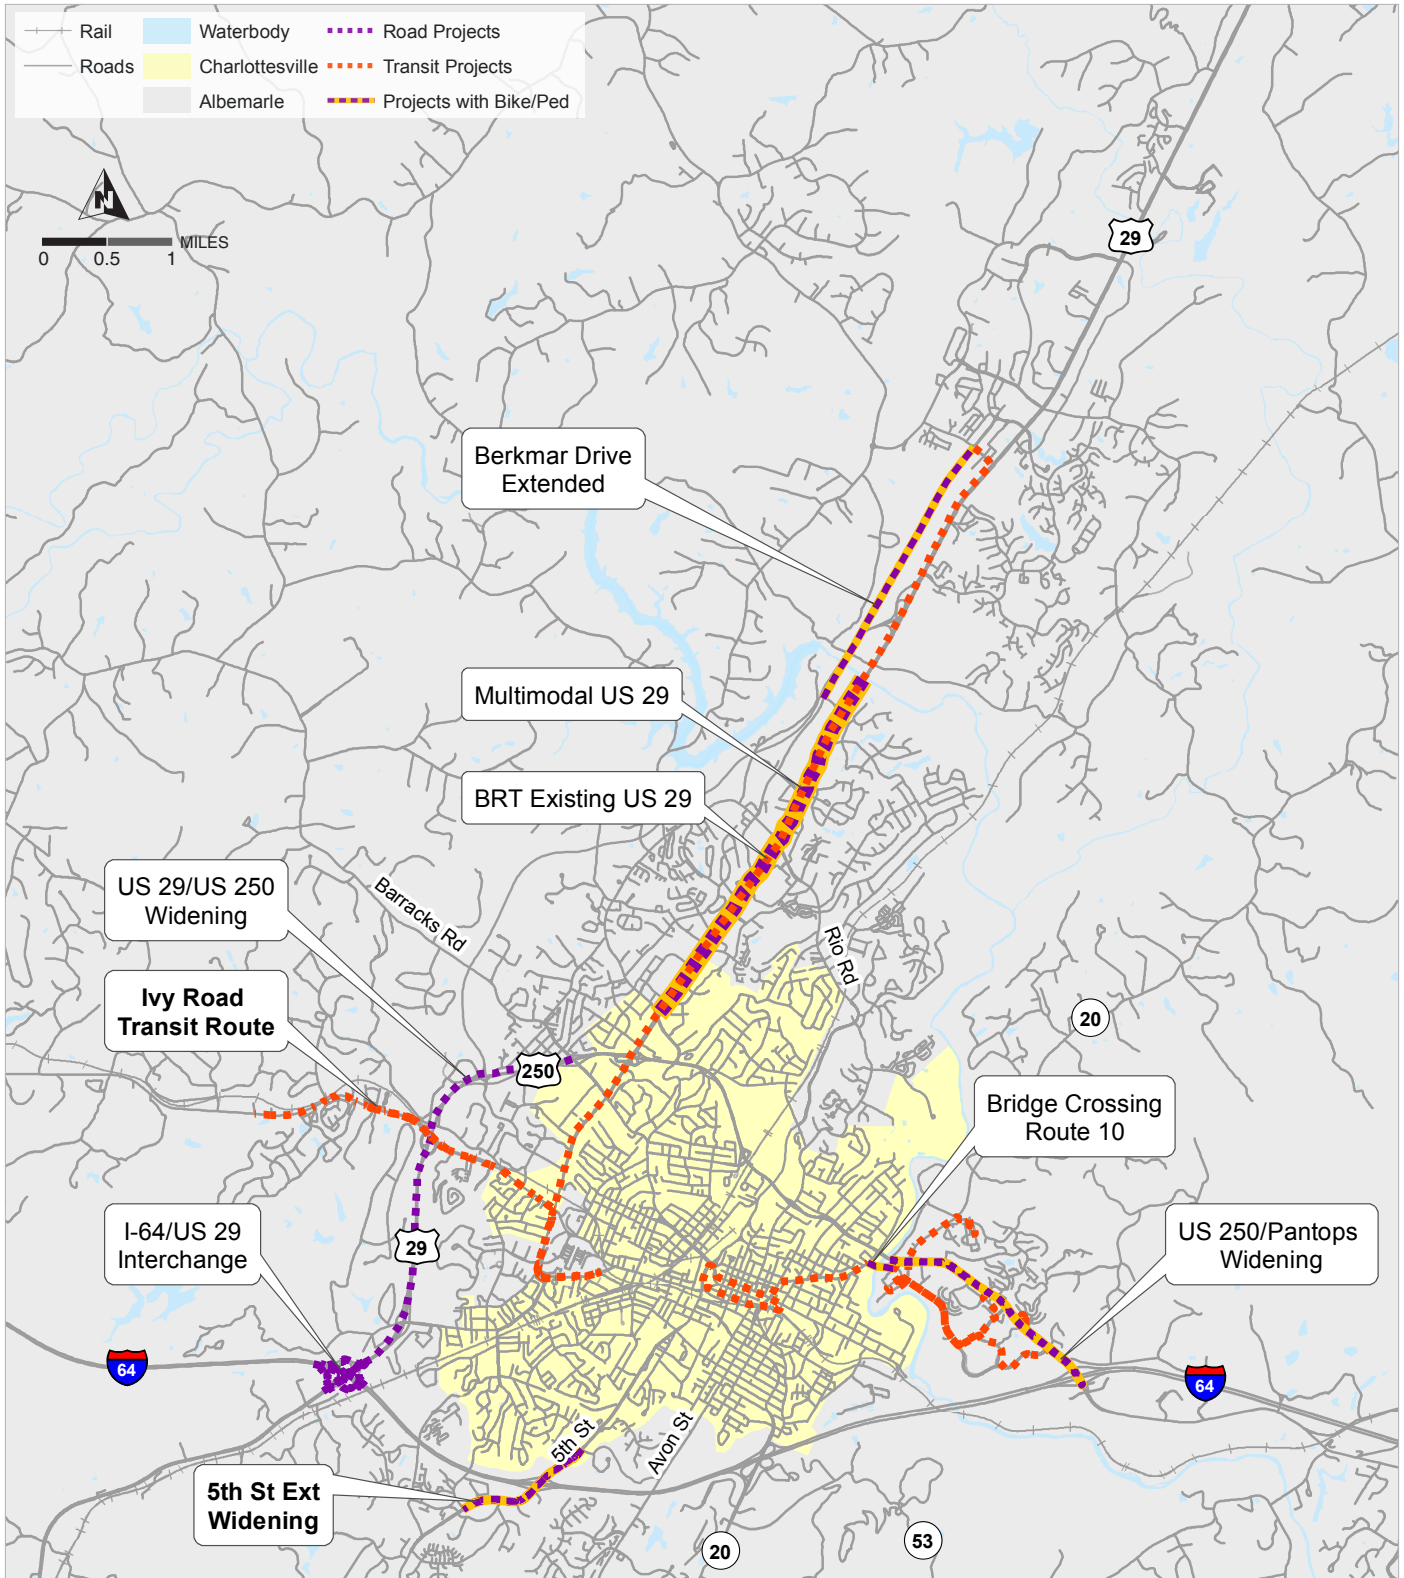 Rail
Waterbody
Road Projects
Roads
Charlottesville
Transit Projects
Albemarle
Projects with Bike/Ped
N
MILES
0 0.5 1
29
Berkmar Drive
Extended
Multimodal US 29
BRT Existing US 29
US 29/US 250
Widening
Barracks Rd
Rio Rd
Ivy Road
Transit Route
20
250
Bridge Crossing
Route 10
I-64/US 29
Interchange
29
US 250/Pantops
Widening
64
64
5th St
Avon St
5th St Ext
Widening
20
53